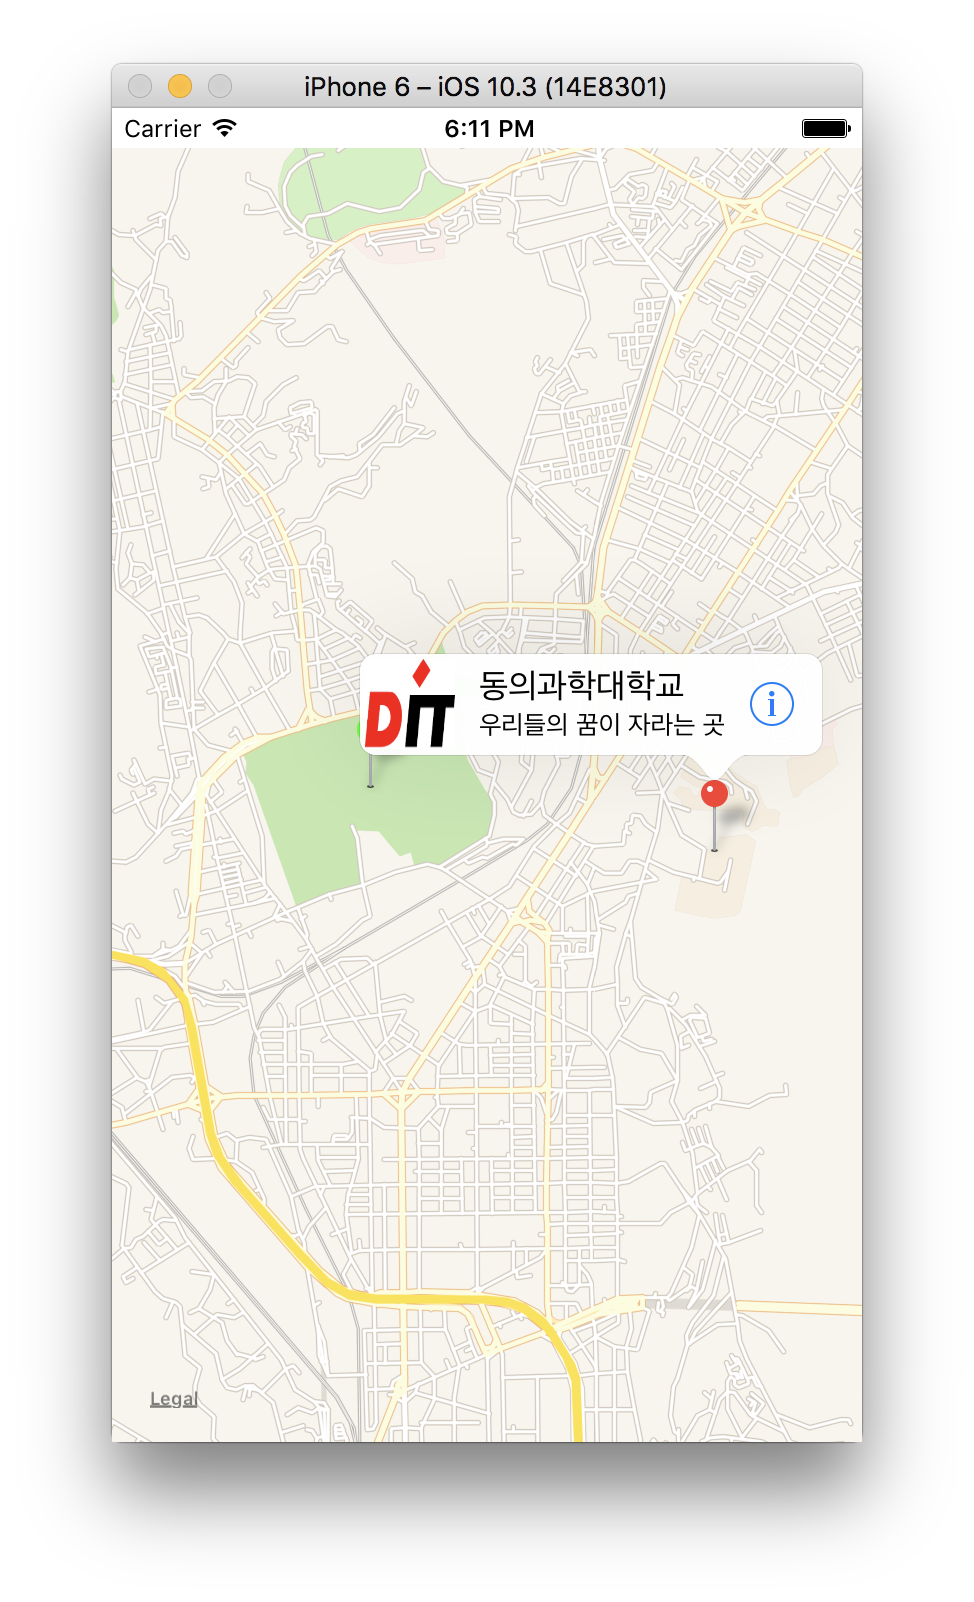 iPhone 6 – iOS 10.3 (14E8301)
Carrier 6:11 PM
DIT
동의과학대학교
우리들의 꿈이 자라는 곳
i
Legal